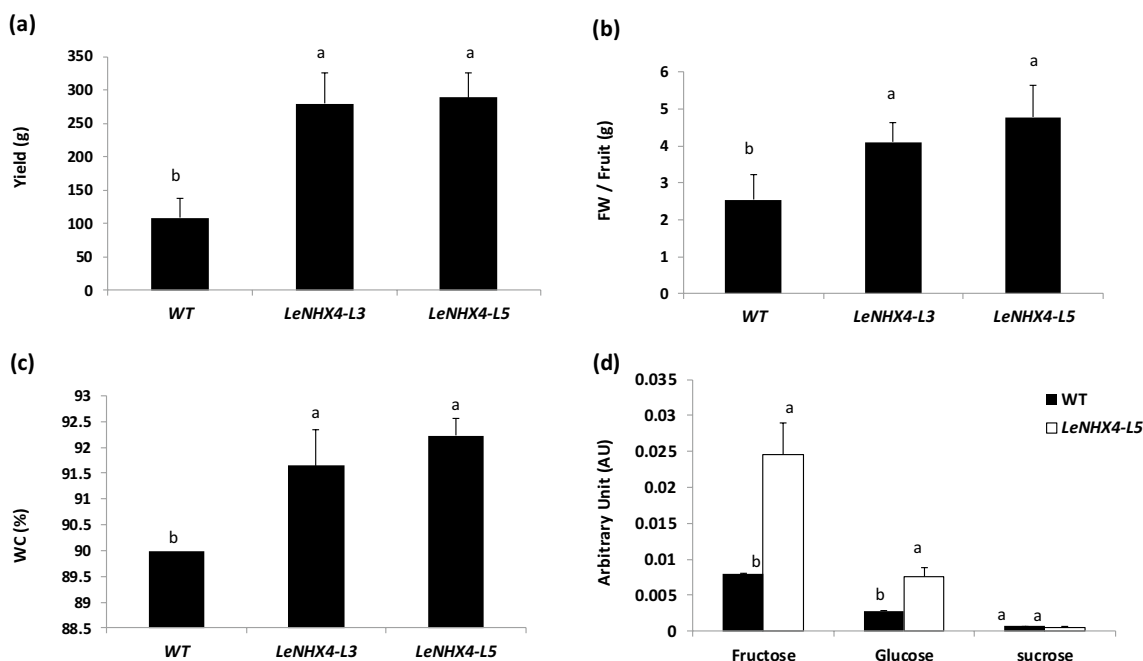 (a)
Yield (g)
350
300
250
200
150
100
50
0
b
a
a
WT
LeNHX4-L3
LeNHX4-L5
(b)
FW / Fruit (g)
6
5
4
3
2
1
0
b
a
a
WT
LeNHX4-L3
LeNHX4-L5
(c)
WC (%)
93
92.5
92
91.5
91
90.5
90
89.5
89
88.5
b
a
a
WT
LeNHX4-L3
LeNHX4-L5
(d)
Arbitrary Unit (AU)
0.035
0.03
0.025
0.02
0.015
0.01
0.005
0
b
a
b
a
a
a
Fructose
Glucose
sucrose
WT
LeNHX4-L5